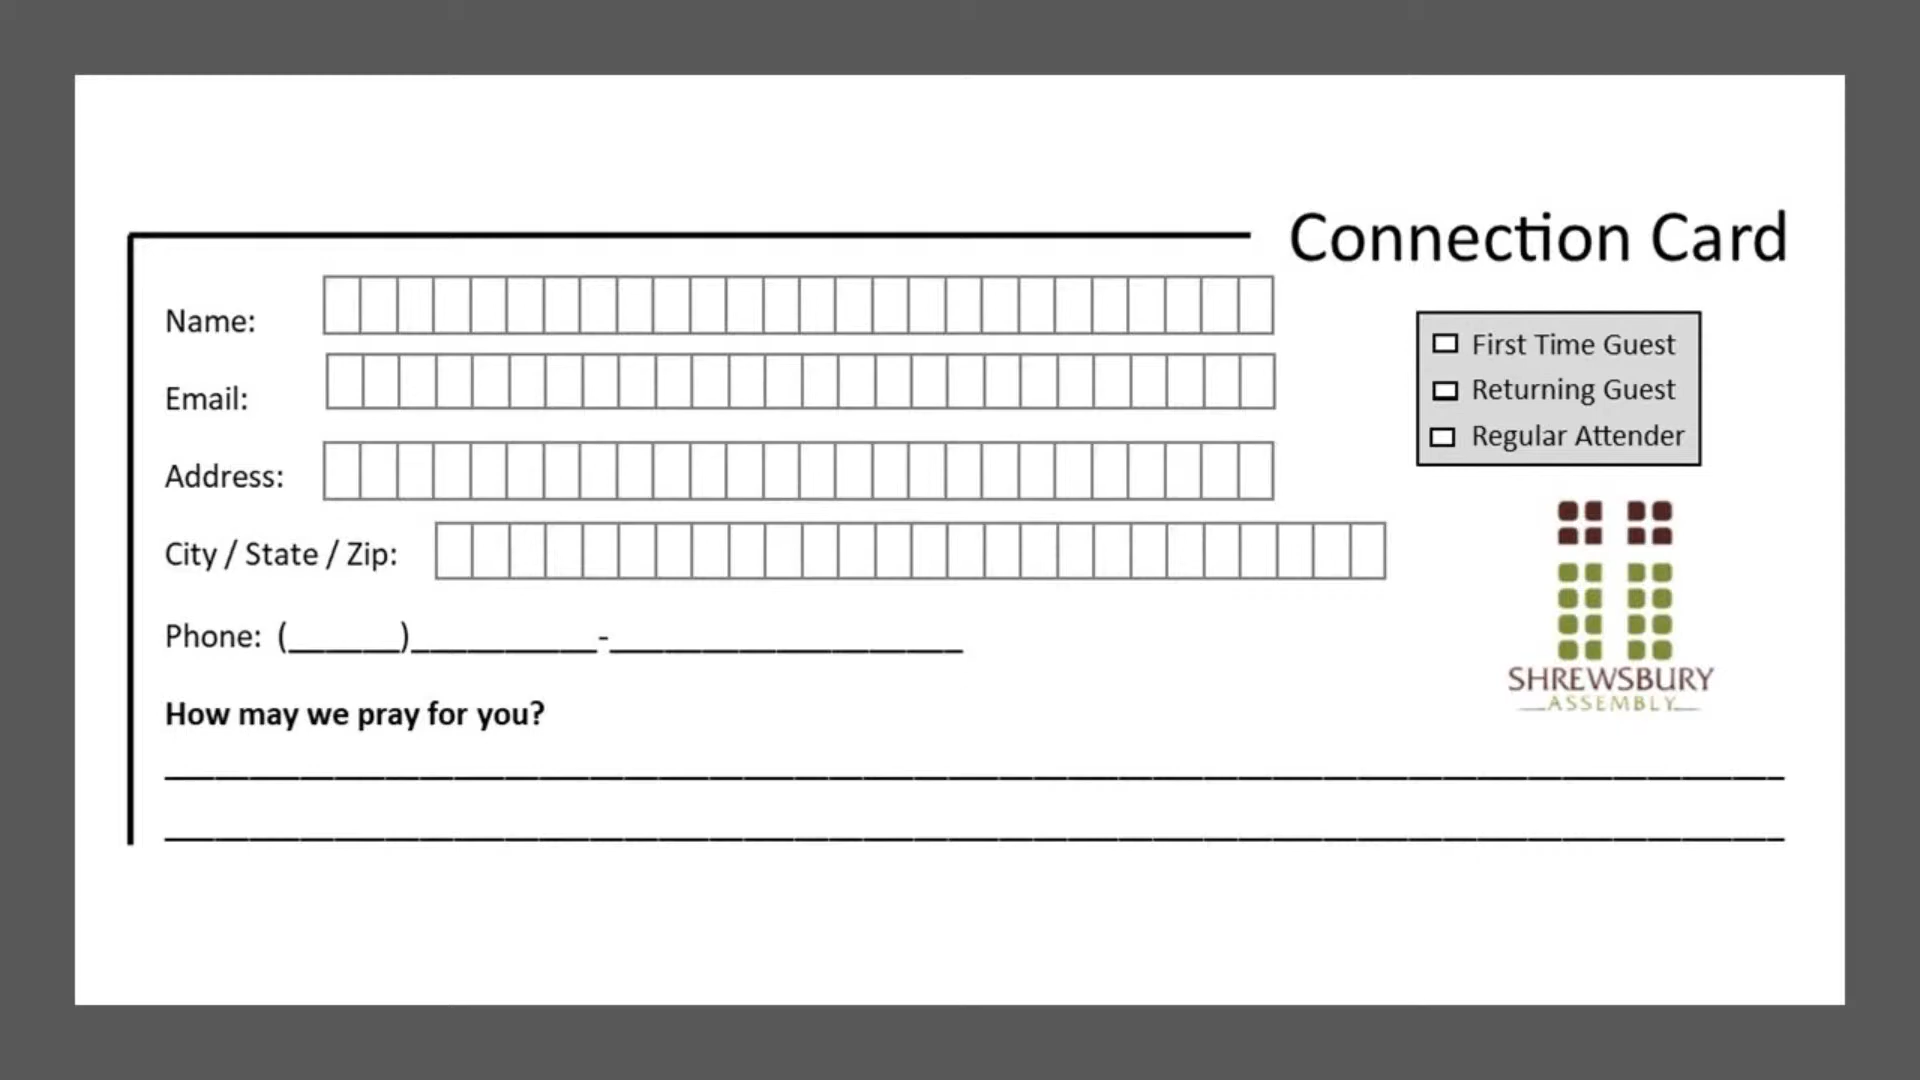 Connection Card
Name:
Email:
Address:
City / State / Zip:
Phone: (______)__________-___________________
How may we pray for you?
First Time Guest
Returning Guest
Regular Attender
SHREWSBURY
ASSEMBLY